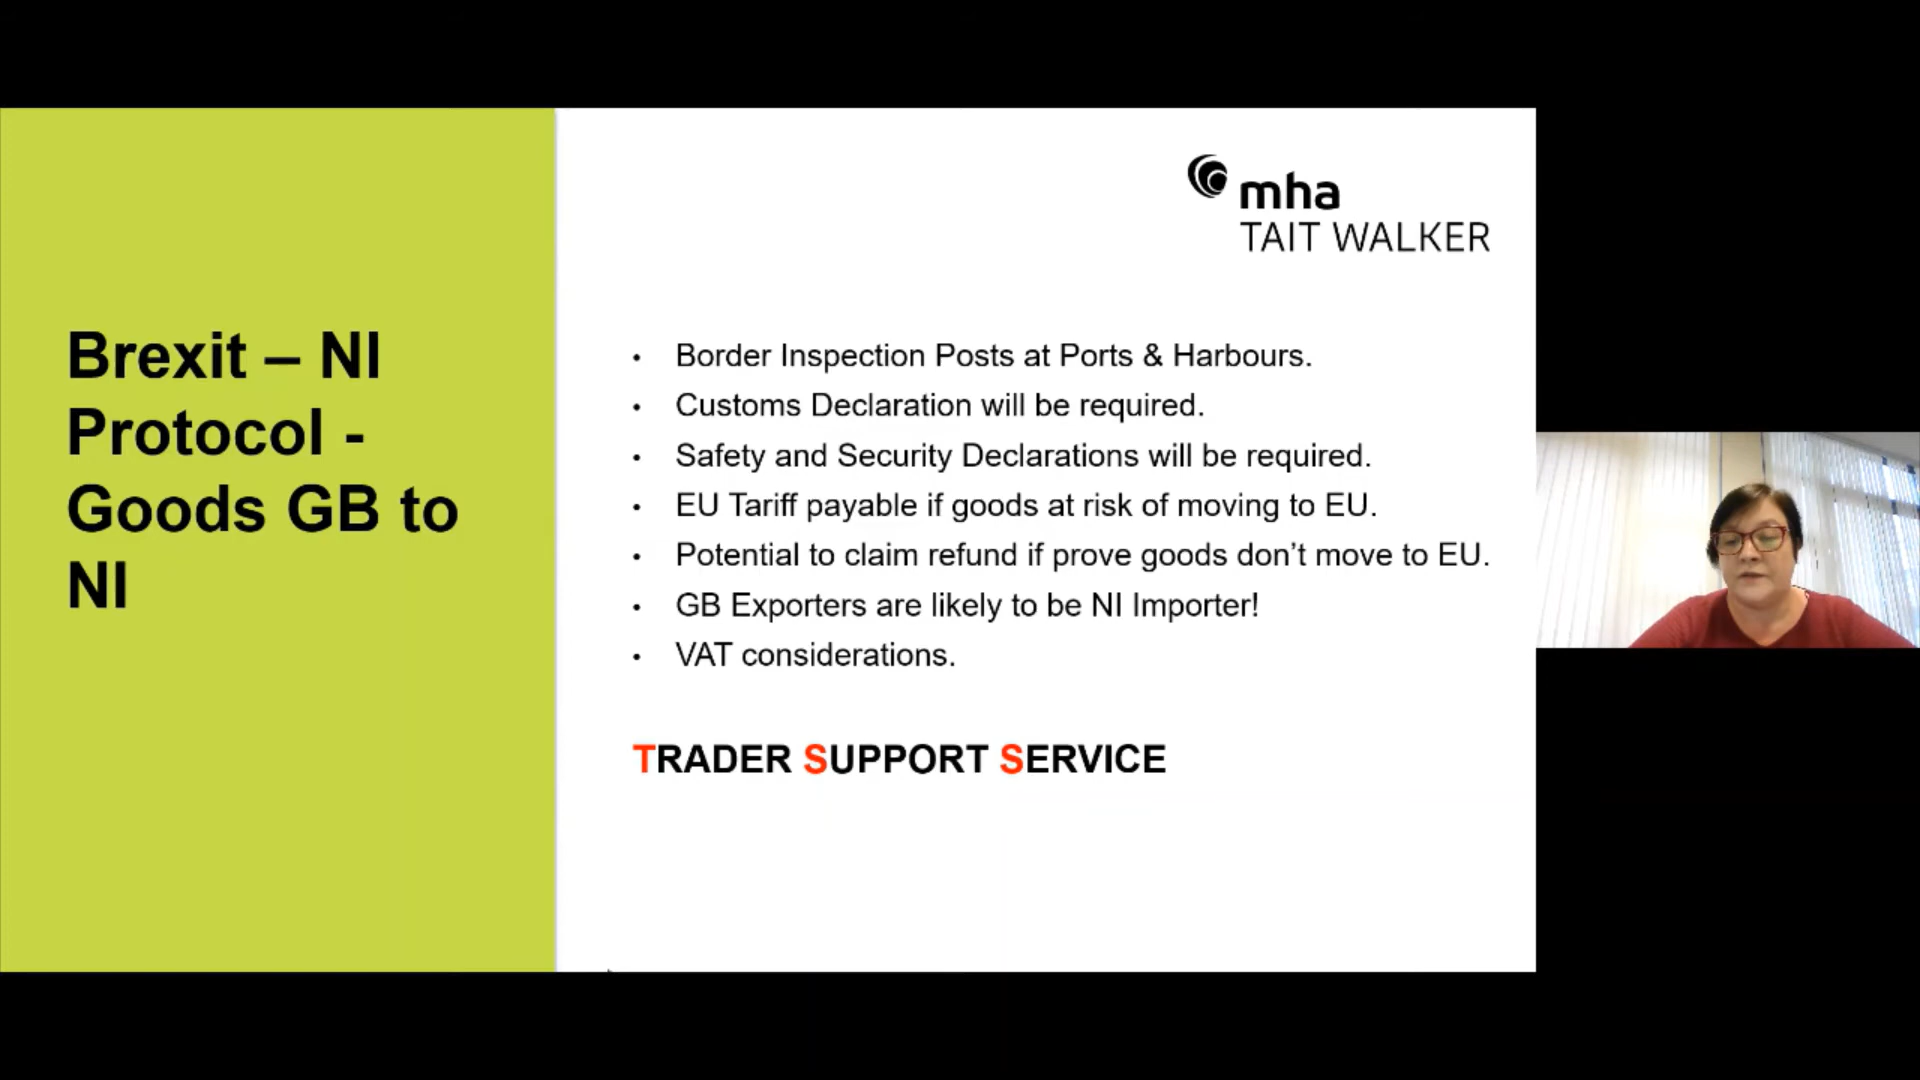 Brexit – NI
Protocol -
Goods GB to
NI
mha
TAIT WALKER
• Border Inspection Posts at Ports & Harbours.
• Customs Declaration will be required.
• Safety and Security Declarations will be required.
• EU Tariff payable if goods at risk of moving to EU.
• Potential to claim refund if prove goods don’t move to EU.
• GB Exporters are likely to be NI Importer!
• VAT considerations.
TRADER SUPPORT SERVICE